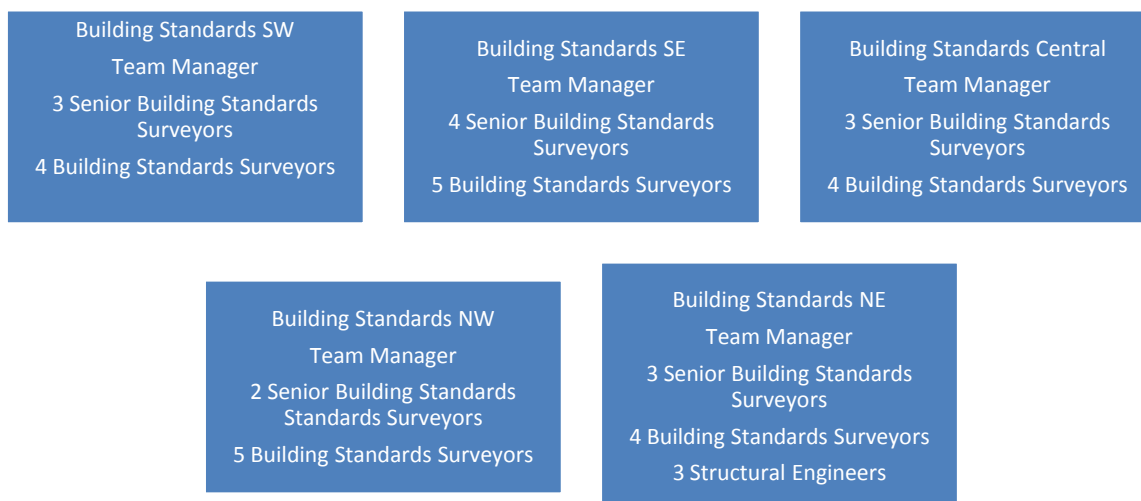 Building Standards SW
Team Manager
3 Senior Building Standards
Surveyors
4 Building Standards Surveyors
Building Standards SE
Team Manager
4 Senior Building Standards
Surveyors
5 Building Standards Surveyors
Building Standards Central
Team Manager
3 Senior Building Standards
Surveyors
4 Building Standards Surveyors
Building Standards NW
Team Manager
2 Senior Building Standards
Standards Surveyors
5 Building Standards Surveyors
Building Standards NE
Team Manager
3 Senior Building Standards
Surveyors
4 Building Standards Surveyors
3 Structural Engineers